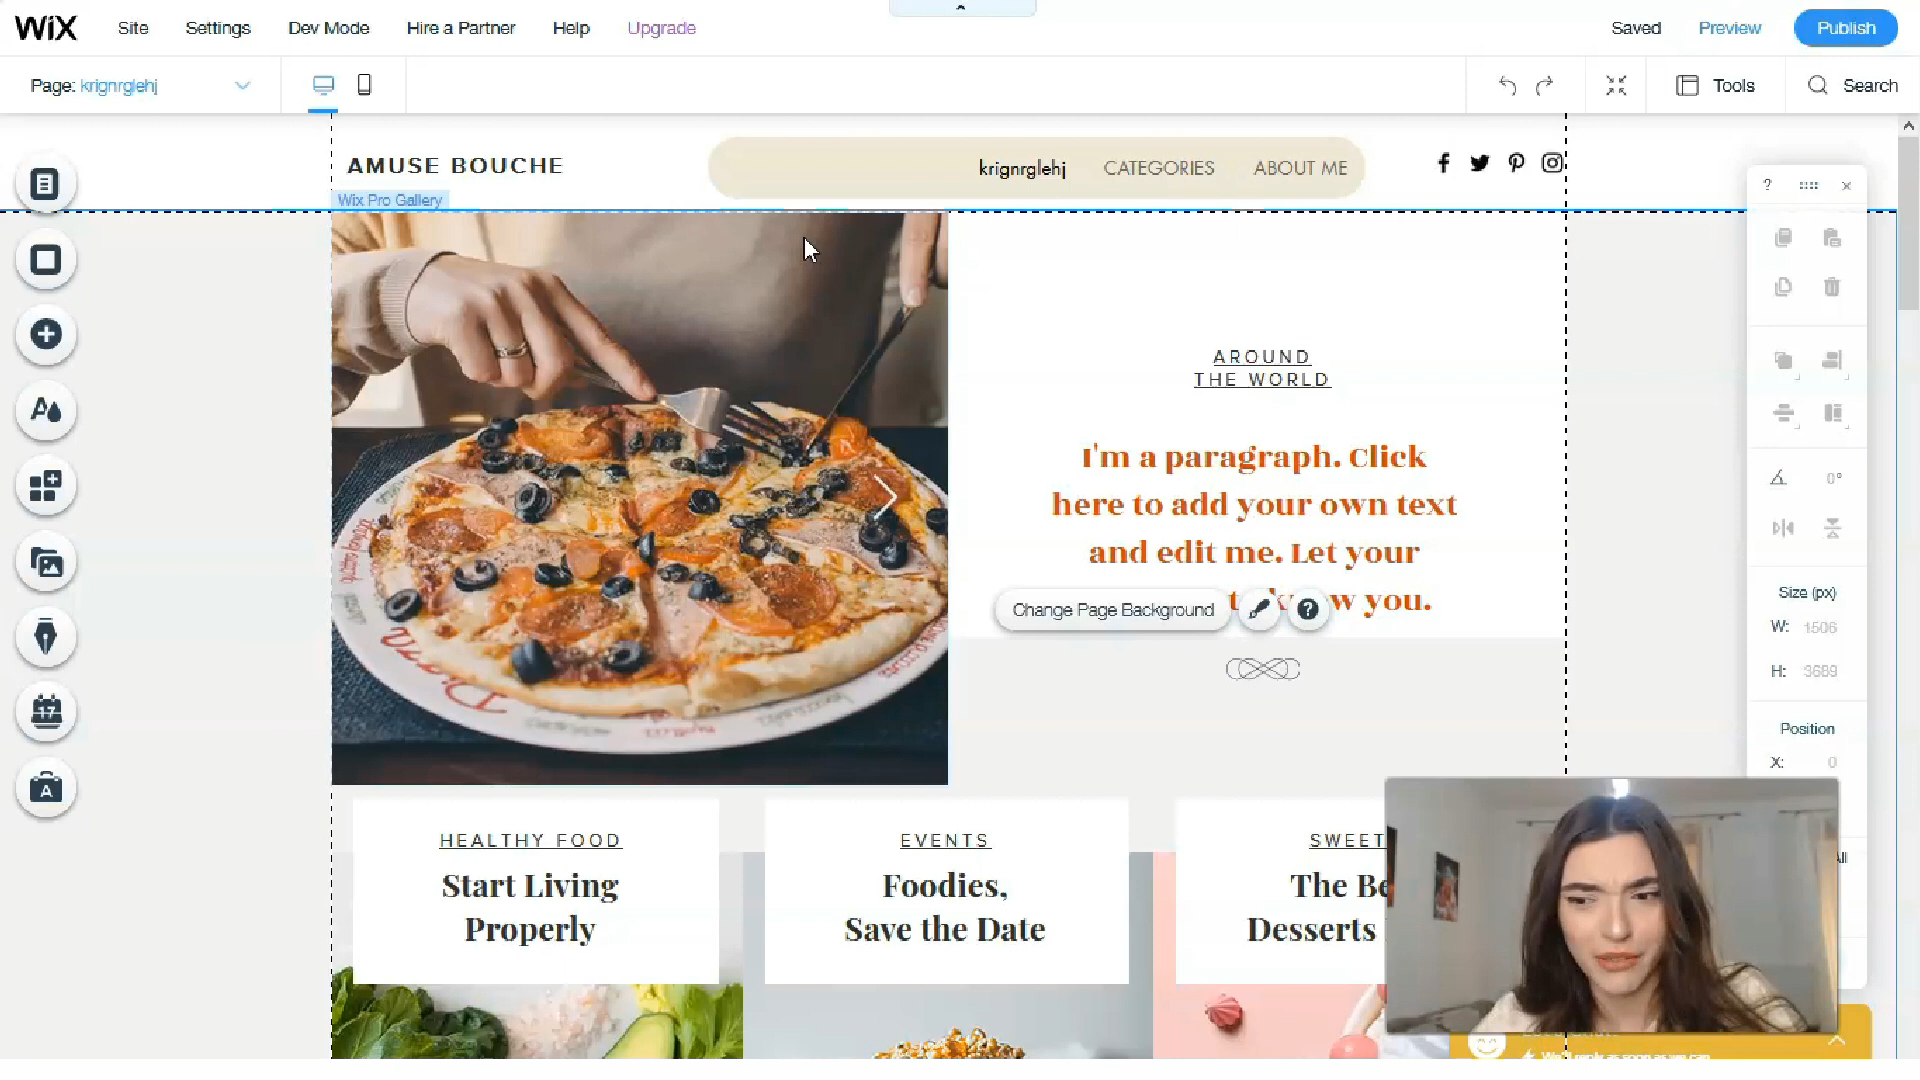 WiX Site Settings Dev Mode Hire a Partner Help Upgrade Saved Preview Publish
Page: krignrglehj Tools Search
AMUSE BOUCHE krignrglehj CATEGORIES ABOUT ME
Wix Pro Gallery
?
AROUND
THE WORLD
I'm a paragraph. Click
here to add your own text
and edit me. Let your
w you.
Change Page Background ?
0°
Size (px)
W: 1506
H: 3689
Position
X: 0
17
A
HEALTHY FOOD
Start Living
Properly
EVENTS
Foodies,
Save the Date
SWEET
The Be
Desserts